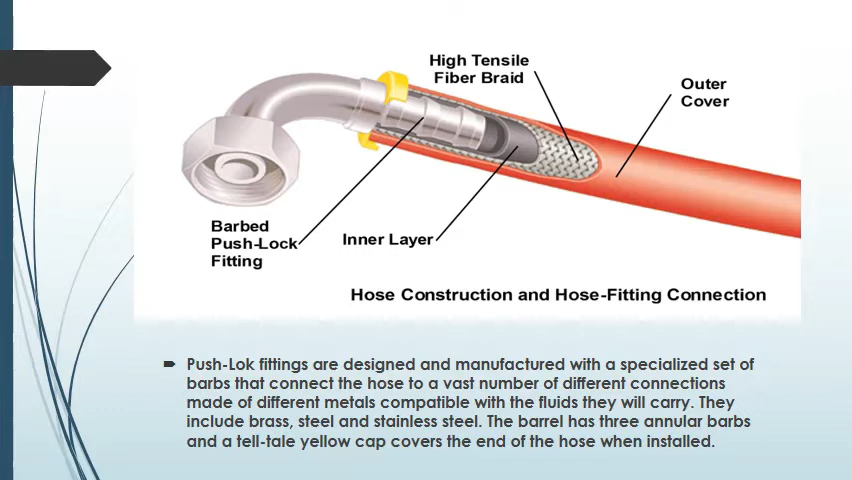 High Tensile
Fiber Braid
Outer
Cover
Barbed
Push-Lock
Fitting
Inner Layer
Hose Construction and Hose-Fitting Connection
Push-Lok fittings are designed and manufactured with a specialized set of
barbs that connect the hose to a vast number of different connections
made of different metals compatible with the fluids they will carry. They
include brass, steel and stainless steel. The barrel has three annular barbs
and a tell-tale yellow cap covers the end of the hose when installed.